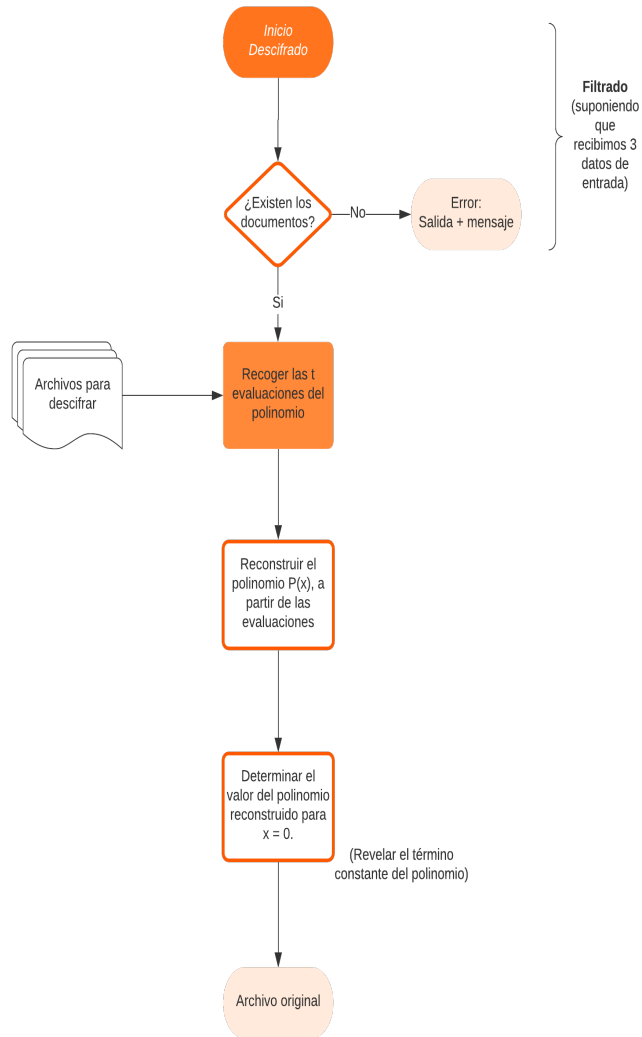 Inicio
Descifrado
Filtrado
(suponiendo
que
recibimos 3
datos de
entrada)
¿Existen los
documentos?
No
Error:
Salida + mensaje
Si
Archivos para
descifrar
Recoger las t
evaluaciones del
polinomio
Reconstruir el
polinomio P(x), a
partir de las
evaluaciones
Determinar el
valor del polinomio
reconstruido para
x = 0.
(Revelar el término
constante del polinomio)
Archivo original